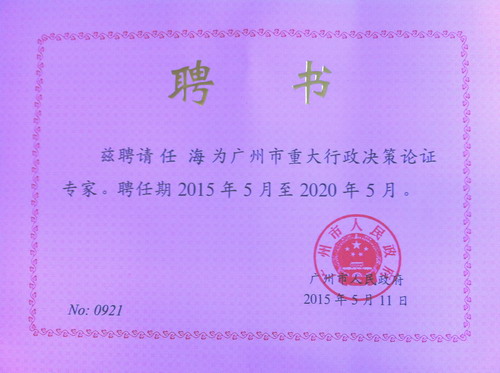 聘 书
兹聘请 任 海 为广州市重大行政决策论证
专家。聘任期 2015 年 5 月至 2020 年 5 月。
广州市人民政府
广州市人民政府
2015 年 5 月 11 日
No: 0921